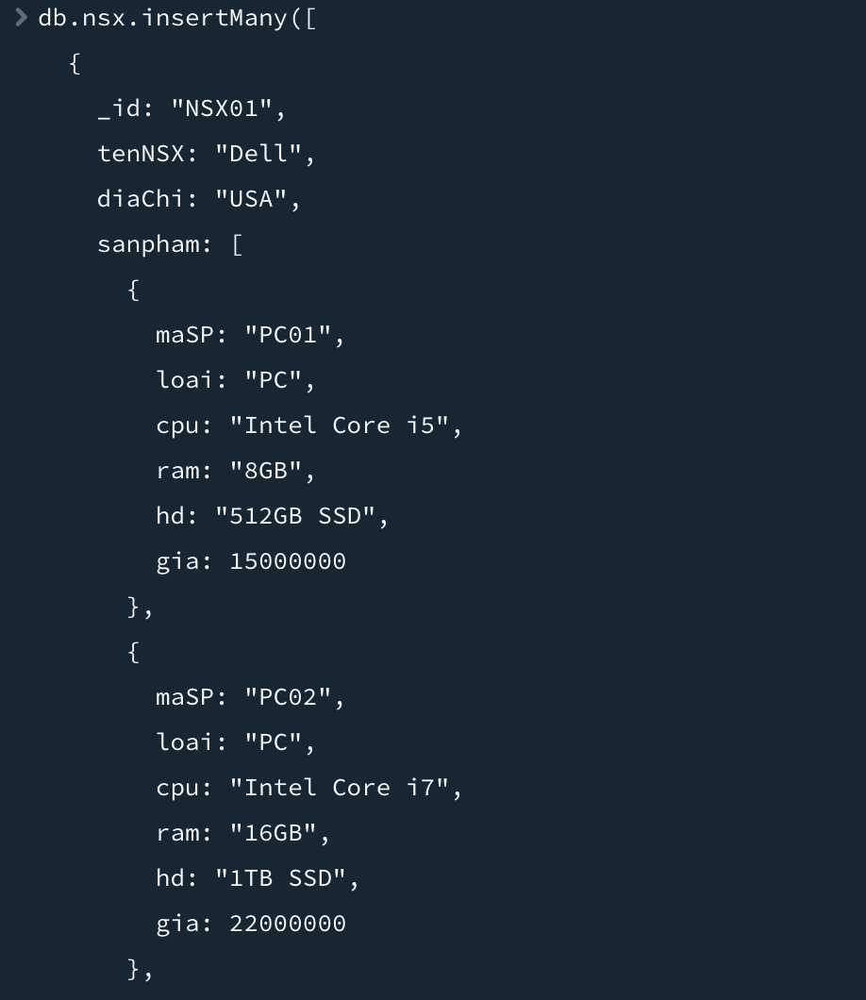 db.nsx.insertMany([
{
_id: "NSX01",
tenNSX: "Dell",
diaChi: "USA",
sanpham: [
{
maSP: "PC01",
loai: "PC",
cpu: "Intel Core i5",
ram: "8GB",
hd: "512GB SSD",
gia: 15000000
},
{
maSP: "PC02",
loai: "PC",
cpu: "Intel Core i7",
ram: "16GB",
hd: "1TB SSD",
gia: 22000000
},